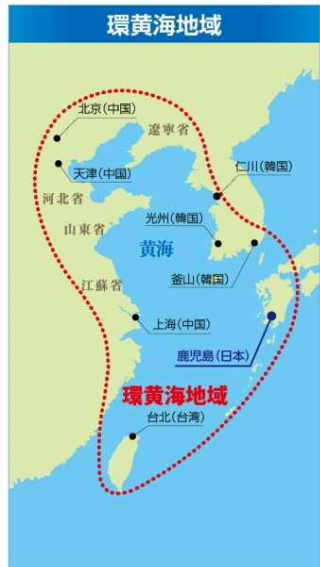 環黄海地域
北京(中国)
遼寧省
天津(中国)
仁川(韓国)
河北省
光州(韓国)
山東省
黄海
釜山(韓国)
江蘇省
上海(中国)
鹿児島(日本)
環黄海地域
台北(台湾)